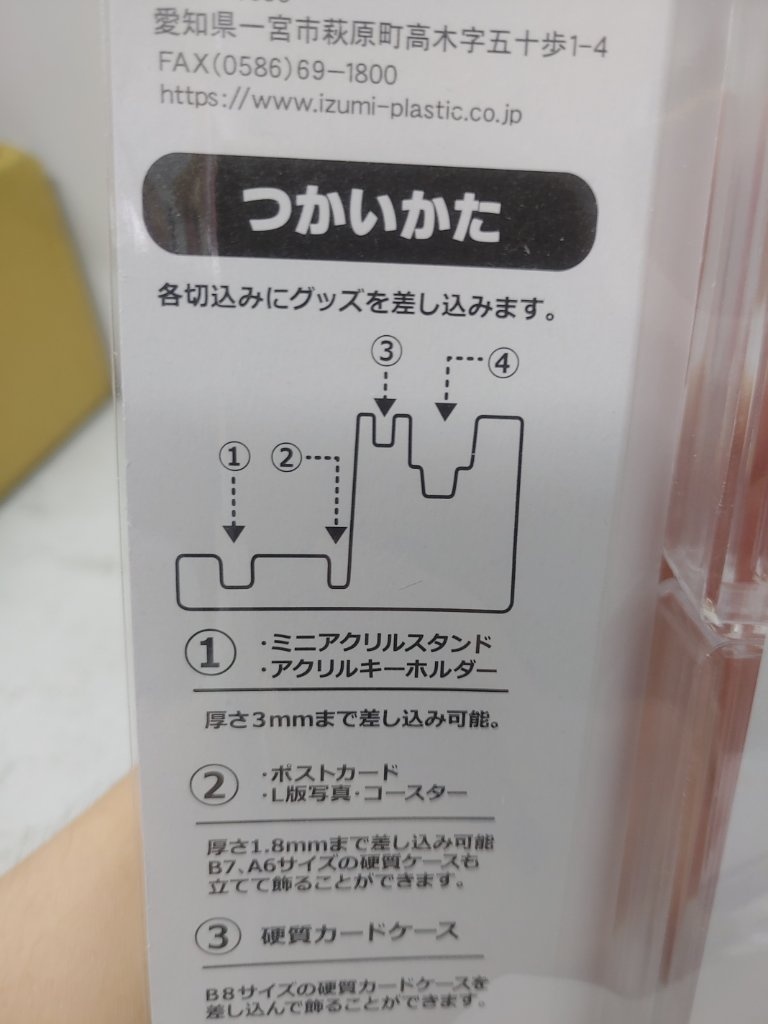 愛知県一宮市萩原町高木字五十歩1-4
FAX(0586)69-1800
https://www.izumi-plastic.co.jp
つかいかた
各切込みにグッズを差し込みます。
③
④
①
②
① ・ミニアクリルスタンド
・アクリルキーホルダー
厚さ3mmまで差し込み可能。
② ・ポストカード
・L版写真・コースター
厚さ1.8mmまで差し込み可能
B7、A6サイズの硬質ケースも
立てて飾ることができます。
③ 硬質カードケース
B8サイズの硬質カードケースを
差し込んで飾ることができます。